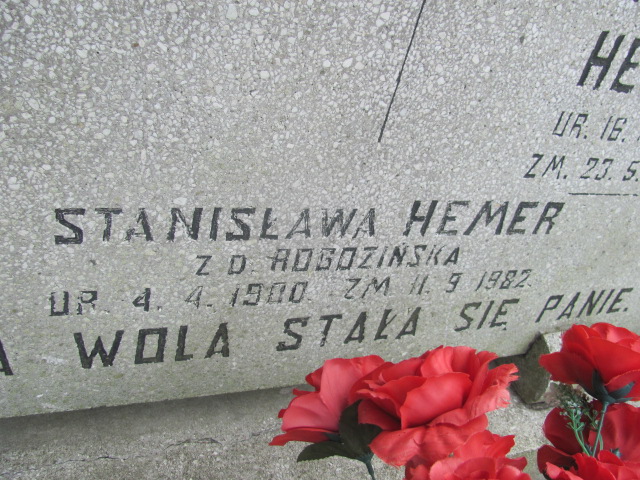 HE
UR. 16.
ZM. 23.5.
STANISŁAWA HEMER
Z D. ROGOZIŃSKA
UR. 4. 4. 1900. ZM 11. 9 1982.
WOLA STAŁA SIĘ PANIE.